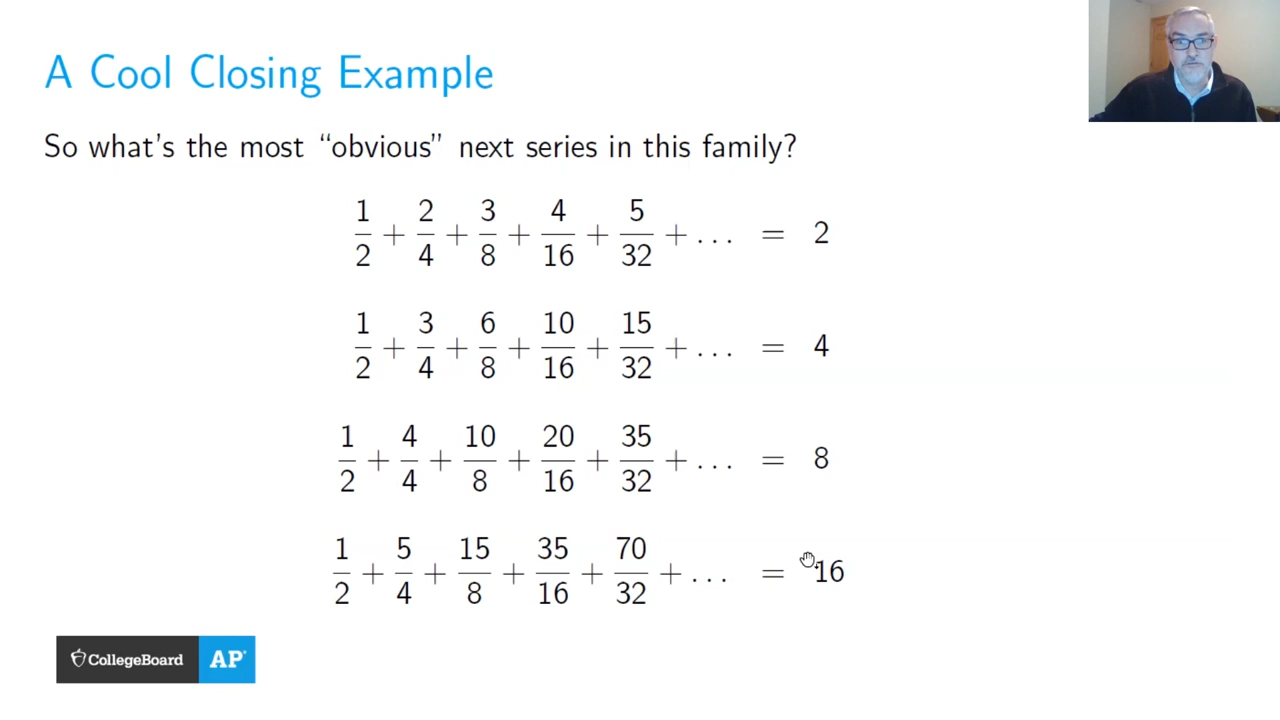 A Cool Closing Example
So what's the most “obvious” next series in this family?
1/2 + 2/4 + 3/8 + 4/16 + 5/32 + ... = 2
1/2 + 3/4 + 6/8 + 10/16 + 15/32 + ... = 4
1/2 + 4/4 + 10/8 + 20/16 + 35/32 + ... = 8
1/2 + 5/4 + 15/8 + 35/16 + 70/32 + ... = 16
CollegeBoard AP®